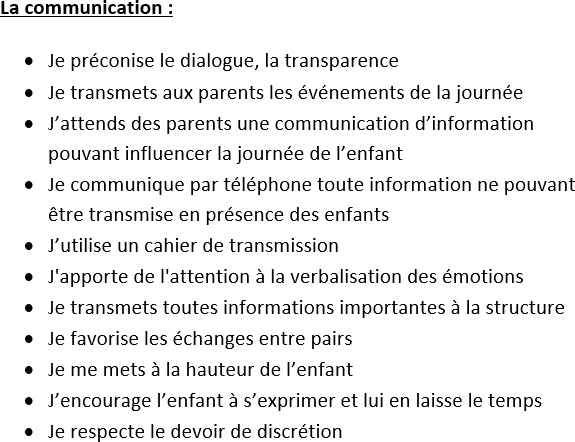 La communication :
• Je préconise le dialogue, la transparence
• Je transmets aux parents les événements de la journée
• J’attends des parents une communication d’information
pouvant influencer la journée de l’enfant
• Je communique par téléphone toute information ne pouvant
être transmise en présence des enfants
• J’utilise un cahier de transmission
• J'apporte de l'attention à la verbalisation des émotions
• Je transmets toutes informations importantes à la structure
• Je favorise les échanges entre pairs
• Je me mets à la hauteur de l’enfant
• J’encourage l’enfant à s’exprimer et lui en laisse le temps
• Je respecte le devoir de discrétion